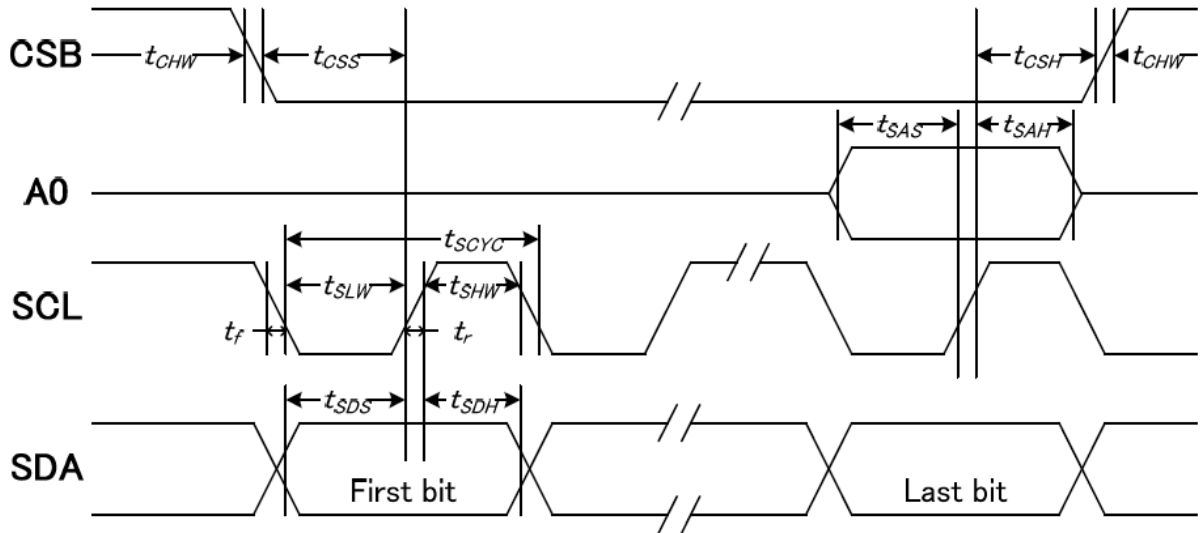 CSB
tCHW
tCSS
tCSH
tCHW
tSAS
tSAH
A0
tSCYC
SCL
tSLW
tSHW
tf
tr
tSDS
tSDH
SDA
First bit
Last bit